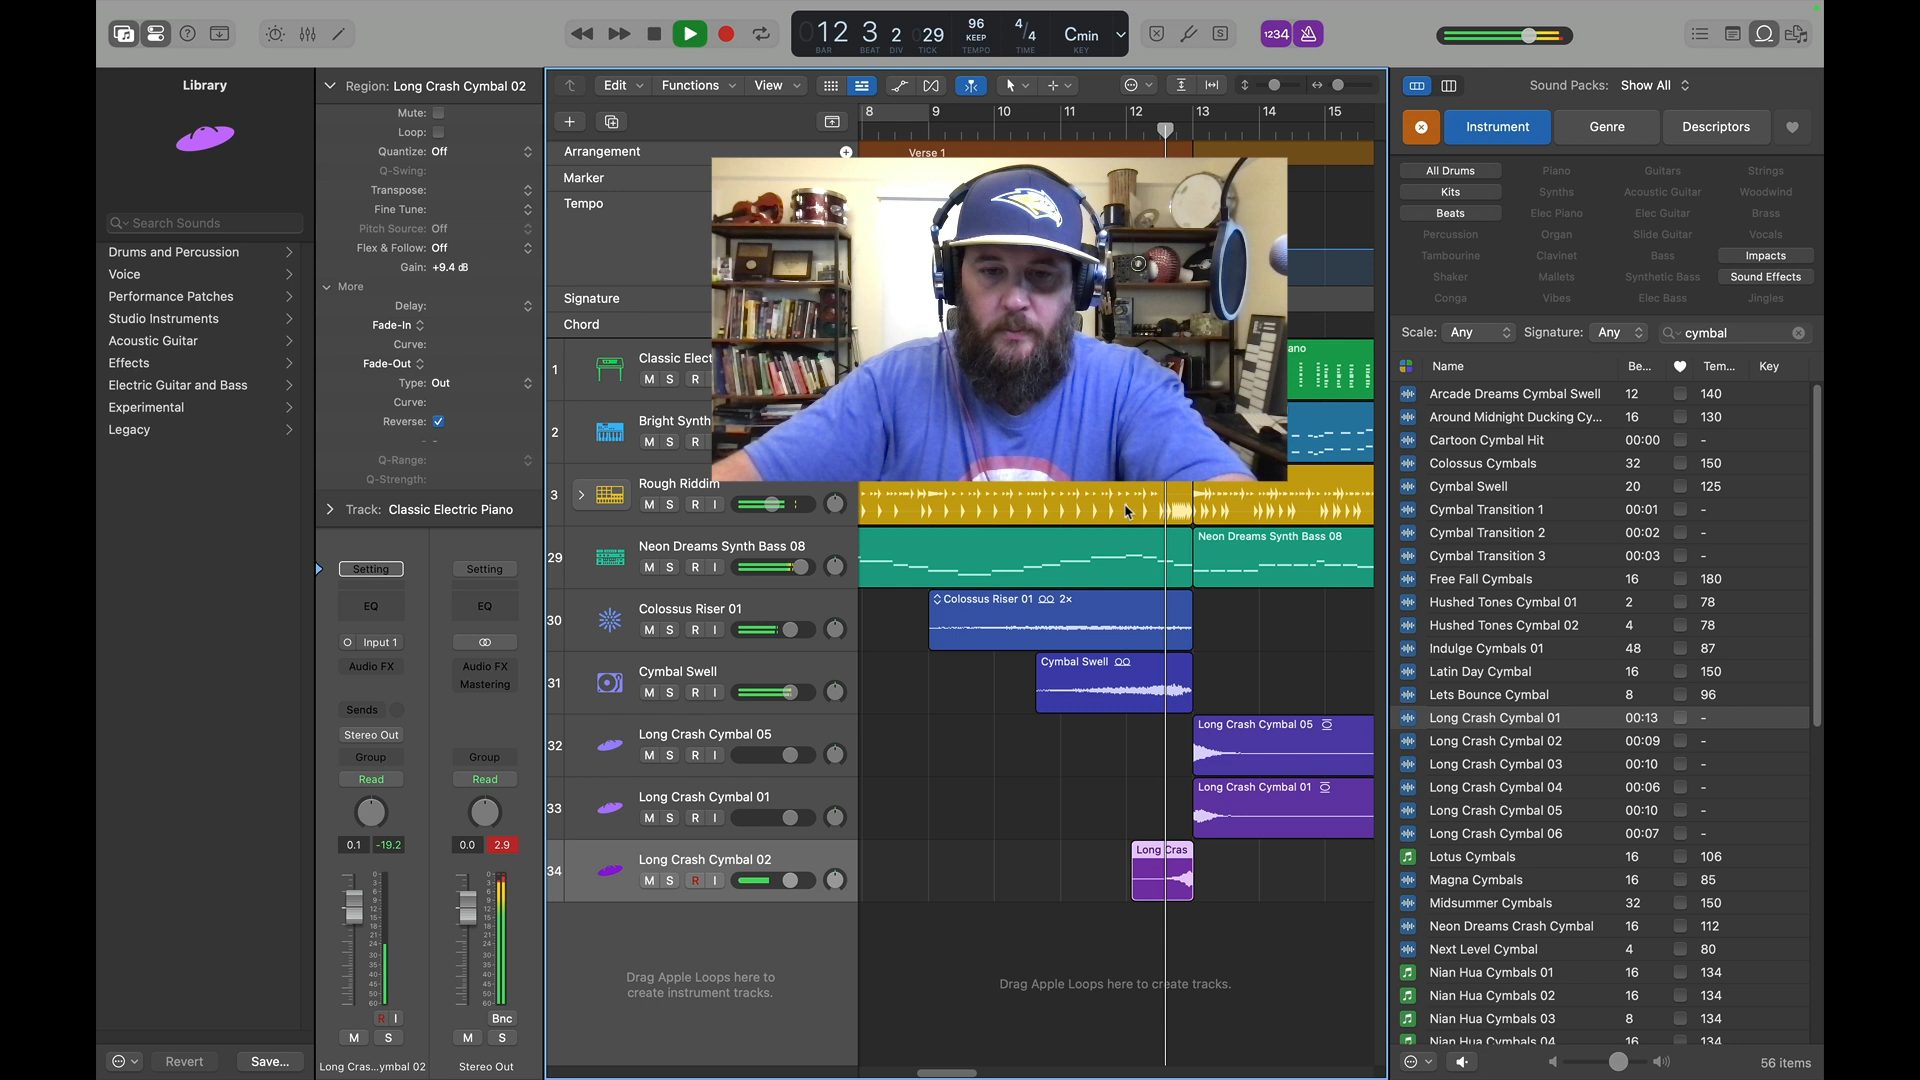 012 3 2 029
BAR BEAT DIV TICK
96
KEEP
TEMPO
4/4
TIME
Cmin
KEY
1234
Library
Search Sounds
Drums and Percussion
Voice
Performance Patches
Studio Instruments
Acoustic Guitar
Effects
Electric Guitar and Bass
Experimental
Legacy
Revert
Save...
Region: Long Crash Cymbal 02
Mute:
Loop:
Quantize: Off
Q-Swing:
Transpose:
Fine Tune:
Pitch Source: Off
Flex & Follow: Off
Gain: +9.4 dB
More
Delay:
Fade-In
Curve:
Fade-Out
Type: Out
Curve:
Reverse:
Q-Range:
Q-Strength:
Track: Classic Electric Piano
Setting Setting
EQ EQ
Input 1
Audio FX Audio FX
Mastering
Sends
Stereo Out
Group Group
Read Read
0.1 -19.2 0.0 2.9
R I Bnc
M S M S
Long Cras...ymbal 02 Stereo Out
Edit Functions View
8 9 10 11 12 13 14 15
Arrangement
Verse 1
Marker
Tempo
Signature
Chord
1 Classic Elect
M S R
ano
2 Bright Synth
M S R
3 Rough Riddim
M S R I
29 Neon Dreams Synth Bass 08
M S R I
Neon Dreams Synth Bass 08
30 Colossus Riser 01
M S R I
Colossus Riser 01 2x
31 Cymbal Swell
M S R I
Cymbal Swell
32 Long Crash Cymbal 05
M S R I
Long Crash Cymbal 05
33 Long Crash Cymbal 01
M S R I
Long Crash Cymbal 01
34 Long Crash Cymbal 02
M S R I
Long Cras
Drag Apple Loops here to
create instrument tracks.
Drag Apple Loops here to create tracks.
Sound Packs: Show All
Instrument Genre Descriptors
All Drums Piano Guitars Strings
Kits Synths Acoustic Guitar Woodwind
Beats Elec Piano Elec Guitar Brass
Percussion Organ Slide Guitar Vocals
Tambourine Clavinet Bass Impacts
Shaker Mallets Synthetic Bass Sound Effects
Conga Vibes Elec Bass Jingles
Scale: Any Signature: Any cymbal
Name Be... Tem... Key
Arcade Dreams Cymbal Swell 12 140
Around Midnight Ducking Cy... 16 130
Cartoon Cymbal Hit 00:00 -
Colossus Cymbals 32 150
Cymbal Swell 20 125
Cymbal Transition 1 00:01 -
Cymbal Transition 2 00:02 -
Cymbal Transition 3 00:03 -
Free Fall Cymbals 16 180
Hushed Tones Cymbal 01 2 78
Hushed Tones Cymbal 02 4 78
Indulge Cymbals 01 48 87
Latin Day Cymbal 16 150
Lets Bounce Cymbal 8 96
Long Crash Cymbal 01 00:13 -
Long Crash Cymbal 02 00:09 -
Long Crash Cymbal 03 00:10 -
Long Crash Cymbal 04 00:06 -
Long Crash Cymbal 05 00:10 -
Long Crash Cymbal 06 00:07 -
Lotus Cymbals 16 106
Magna Cymbals 16 85
Midsummer Cymbals 32 150
Neon Dreams Crash Cymbal 16 112
Next Level Cymbal 4 80
Nian Hua Cymbals 01 16 134
Nian Hua Cymbals 02 16 134
Nian Hua Cymbals 03 8 134
Nian Hua Cymbals 04 16 134
56 items